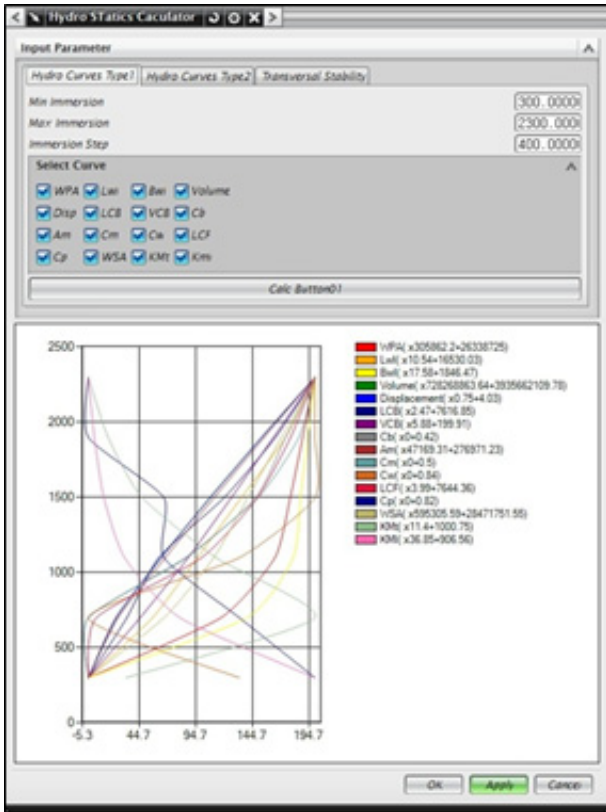 Hydro STatics Caculator
Input Parameter
Hydro Curves Type1 Hydro Curves Type2 Transversal Stability
Min Immersion 300.0000
Max Immersion 2300.000
Immersion Step 400.0000
Select Curve
WPA Lwl Bwl Volume
Disp LCB VCB Cb
Am Cm Cw LCF
Cp WSA KMt Kml
Calc Button01
2500
2000
1500
1000
500
0
-5.3 44.7 94.7 144.7 194.7
WPA( x305862.2+26338725)
Lwl( x10.54+16530.03)
Bwl( x17.58+1846.47)
Volume( x728268863.64+3935662109.78)
Displacement( x0.75+4.03)
LCB( x2.47+7616.85)
VCB( x5.88+199.91)
Cb( x0+0.42)
Am( x47169.31+276971.23)
Cm( x0+0.5)
Cw( x0+0.84)
LCF( x3.99+7644.36)
Cp( x0+0.82)
WSA( x595305.59+28471751.55)
KMt( x11.4+1000.75)
KMl( x36.85+906.56)
OK Apply Cancel